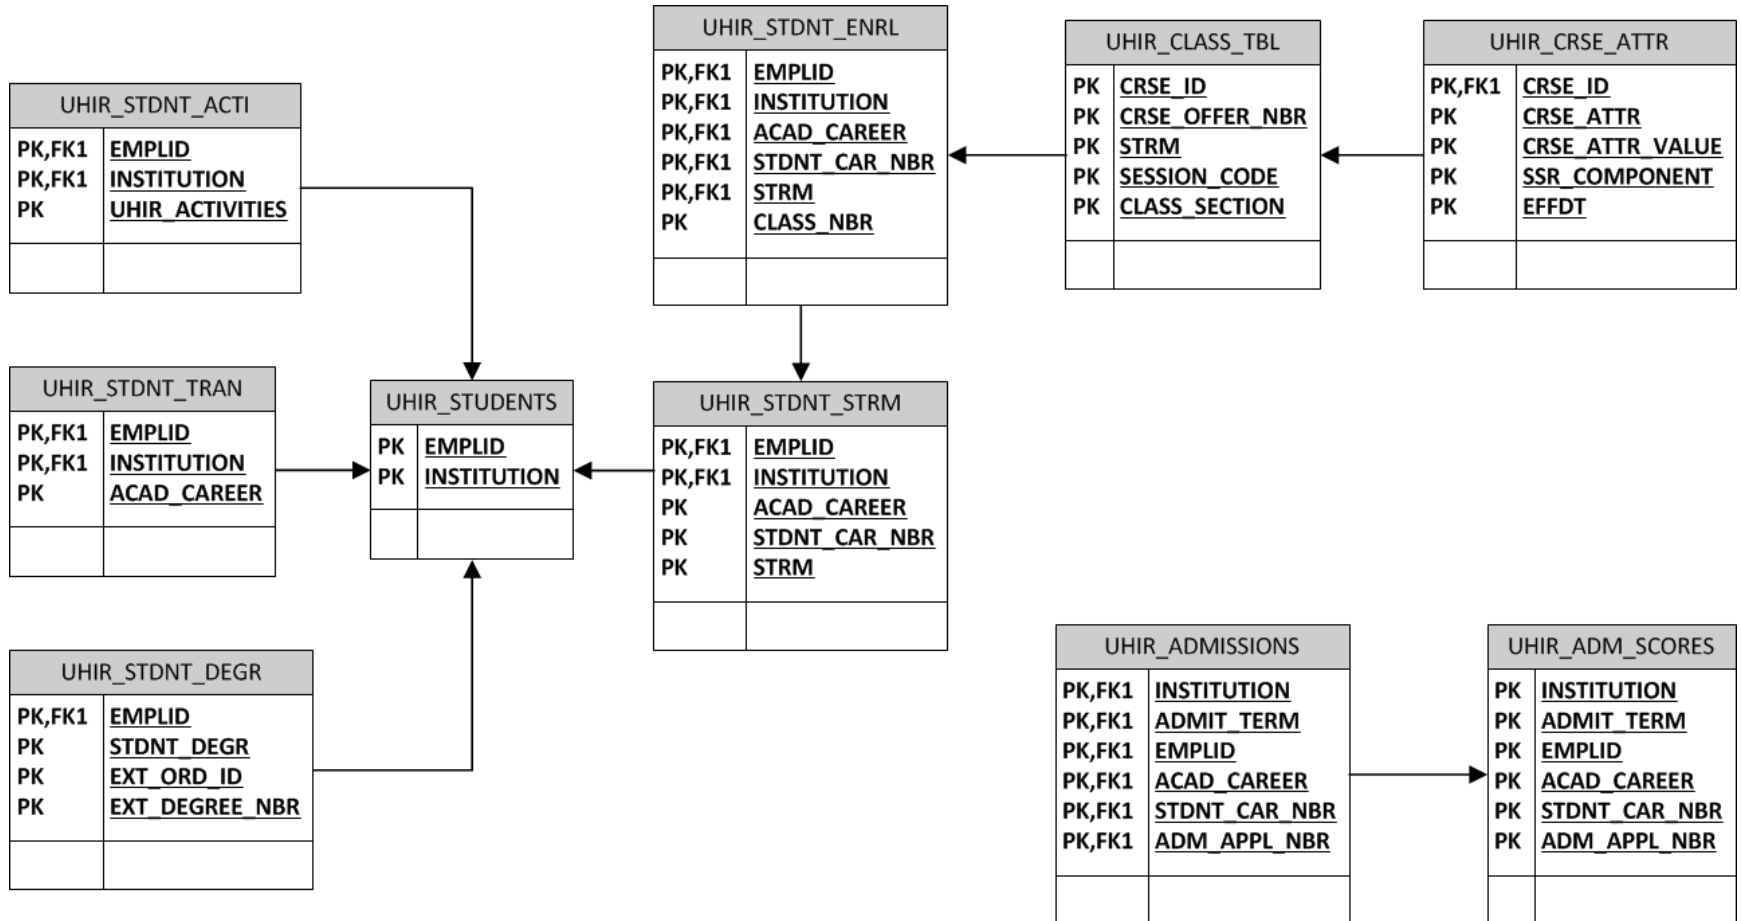 UHIR_STDNT_ACTI
PK,FK1 EMPLID
PK,FK1 INSTITUTION
PK UHIR_ACTIVITIES
UHIR_STDNT_TRAN
PK,FK1 EMPLID
PK,FK1 INSTITUTION
PK ACAD_CAREER
UHIR_STDNT_DEGR
PK,FK1 EMPLID
PK STDNT_DEGR
PK EXT_ORD_ID
PK EXT_DEGREE_NBR
UHIR_STUDENTS
PK EMPLID
PK INSTITUTION
UHIR_STDNT_ENRL
PK,FK1 EMPLID
PK,FK1 INSTITUTION
PK,FK1 ACAD_CAREER
PK,FK1 STDNT_CAR_NBR
PK,FK1 STRM
PK CLASS_NBR
UHIR_STDNT_STRM
PK,FK1 EMPLID
PK,FK1 INSTITUTION
PK ACAD_CAREER
PK STDNT_CAR_NBR
PK STRM
UHIR_CLASS_TBL
PK CRSE_ID
PK CRSE_OFFER_NBR
PK STRM
PK SESSION_CODE
PK CLASS_SECTION
UHIR_CRSE_ATTR
PK,FK1 CRSE_ID
PK CRSE_ATTR
PK CRSE_ATTR_VALUE
PK SSR_COMPONENT
PK EFFDT
UHIR_ADMISSIONS
PK,FK1 INSTITUTION
PK,FK1 ADMIT_TERM
PK,FK1 EMPLID
PK,FK1 ACAD_CAREER
PK,FK1 STDNT_CAR_NBR
PK,FK1 ADM_APPL_NBR
UHIR_ADM_SCORES
PK INSTITUTION
PK ADMIT_TERM
PK EMPLID
PK ACAD_CAREER
PK STDNT_CAR_NBR
PK ADM_APPL_NBR